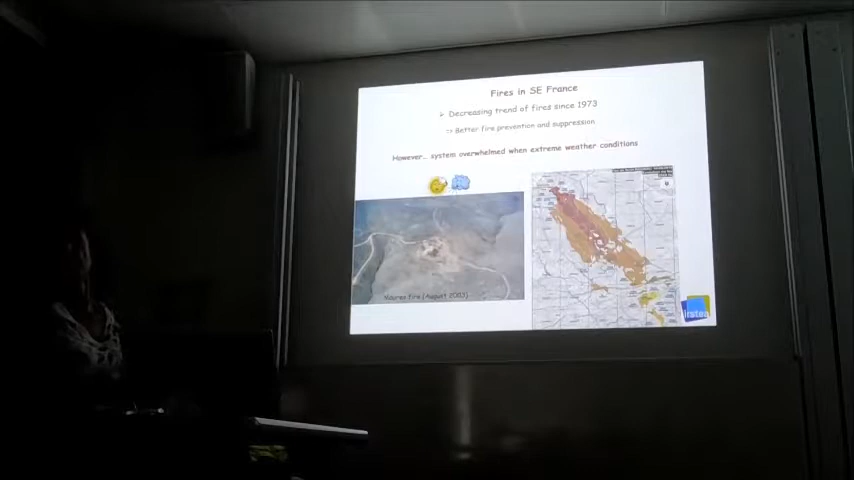 Fires in SE France
➢ Decreasing trend of fires since 1973
⇨ Better fire prevention and suppression
However… system overwhelmed when extreme weather conditions
Maures Fire (August 2003)
irstea